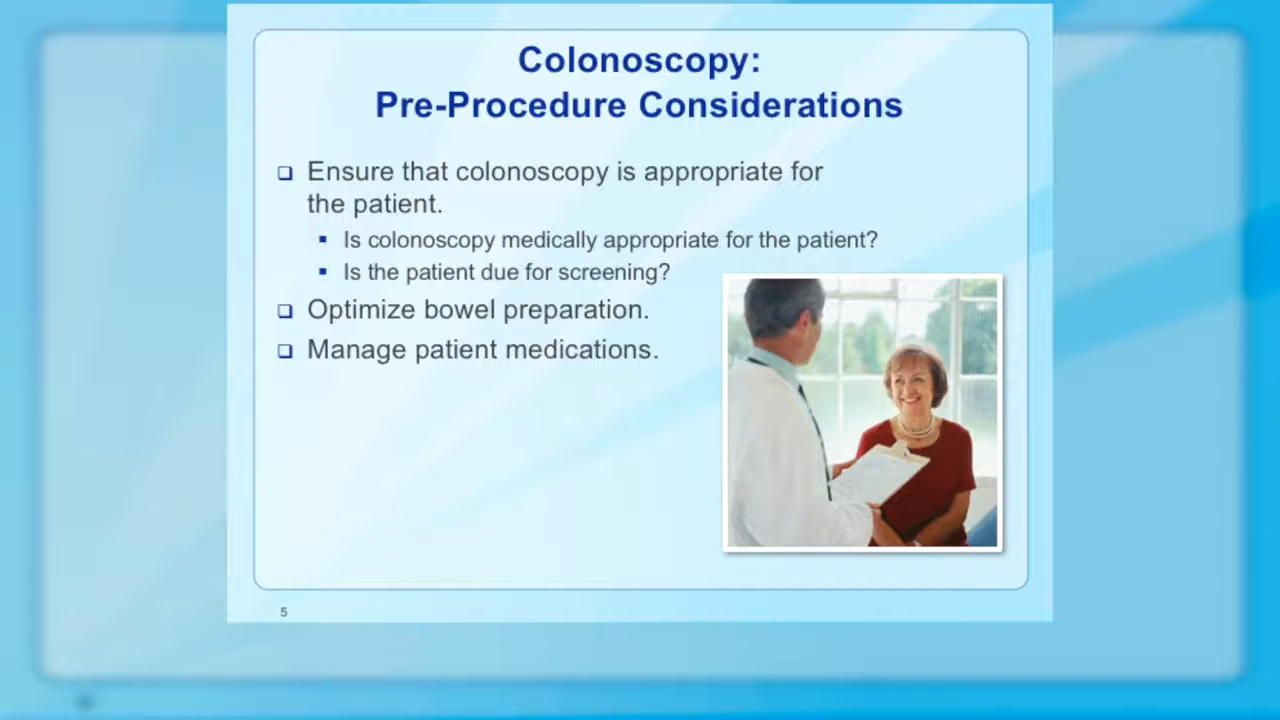 Colonoscopy:
Pre-Procedure Considerations
Ensure that colonoscopy is appropriate for
the patient.
Is colonoscopy medically appropriate for the patient?
Is the patient due for screening?
Optimize bowel preparation.
Manage patient medications.
5